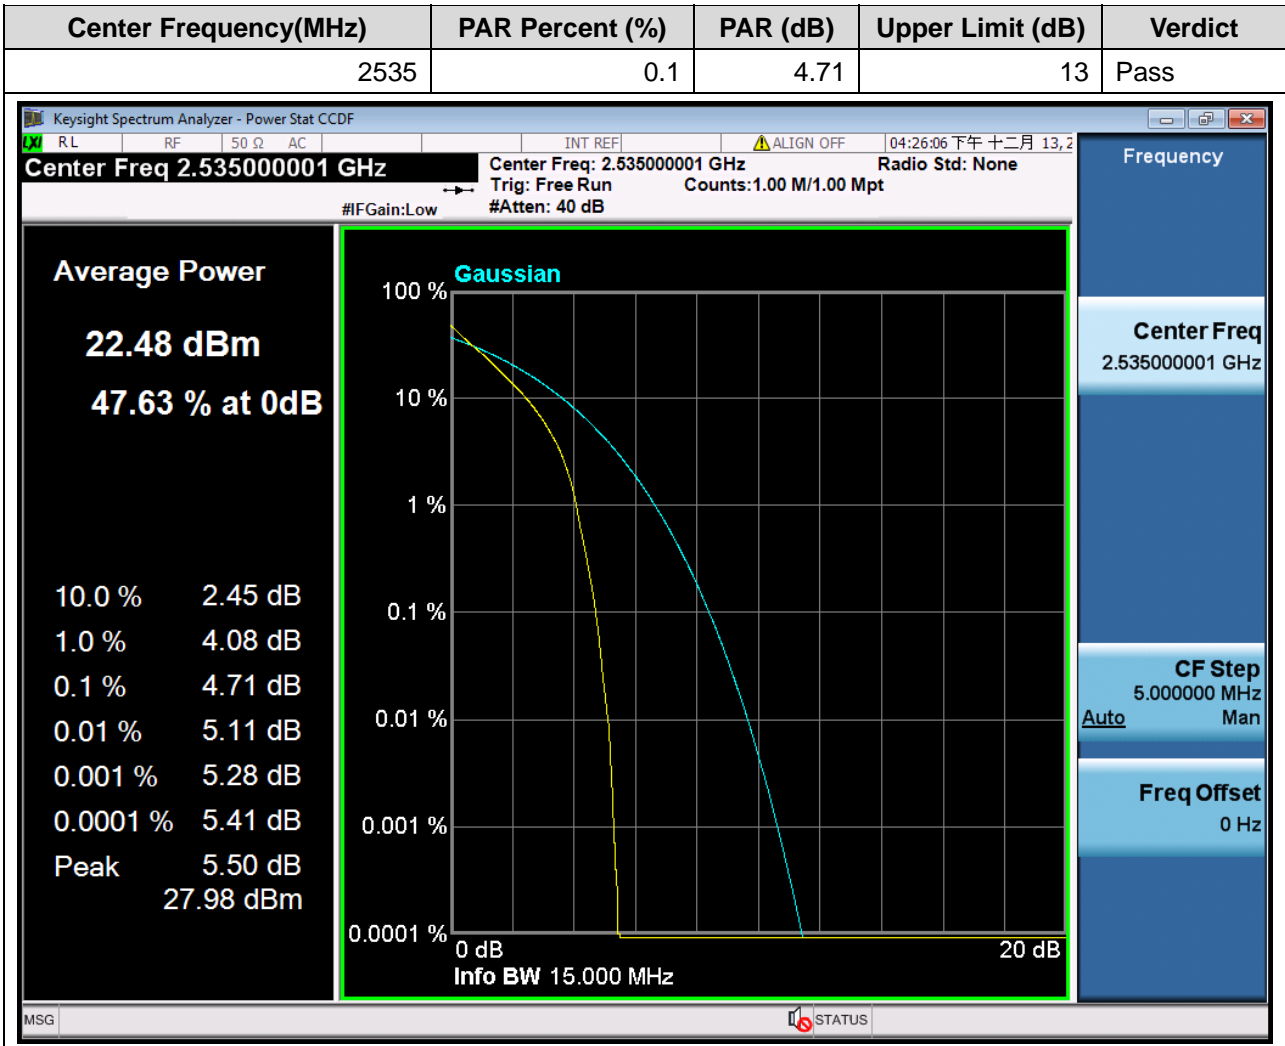 Center Frequency(MHz) PAR Percent (%) PAR (dB) Upper Limit (dB) Verdict
2535 0.1 4.71 13 Pass
Keysight Spectrum Analyzer - Power Stat CCDF
LXI RL RF 50 Ω AC INT REF ALIGN OFF 04:26:06 下午 十二月 13, 2
Center Freq 2.535000001 GHz
Center Freq: 2.535000001 GHz Radio Std: None
Trig: Free Run Counts:1.00 M/1.00 Mpt
#IFGain:Low #Atten: 40 dB
Average Power
22.48 dBm
47.63 % at 0dB
10.0 % 2.45 dB
1.0 % 4.08 dB
0.1 % 4.71 dB
0.01 % 5.11 dB
0.001 % 5.28 dB
0.0001 % 5.41 dB
Peak 5.50 dB
27.98 dBm
Gaussian
100 %
10 %
1 %
0.1 %
0.01 %
0.001 %
0.0001 %
0 dB 20 dB
Info BW 15.000 MHz
Frequency
Center Freq
2.535000001 GHz
CF Step
5.000000 MHz
Auto Man
Freq Offset
0 Hz
MSG STATUS